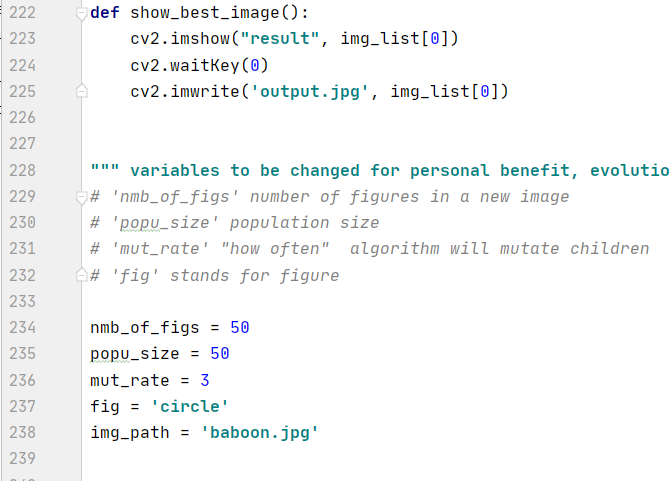 222 def show_best_image():
223 cv2.imshow("result", img_list[0])
224 cv2.waitKey(0)
225 cv2.imwrite('output.jpg', img_list[0])
226
227
228 """ variables to be changed for personal benefit, evolutio
229 # 'nmb_of_figs' number of figures in a new image
230 # 'popu_size' population size
231 # 'mut_rate' "how often"  algorithm will mutate children
232 # 'fig' stands for figure
233
234 nmb_of_figs = 50
235 popu_size = 50
236 mut_rate = 3
237 fig = 'circle'
238 img_path = 'baboon.jpg'
239